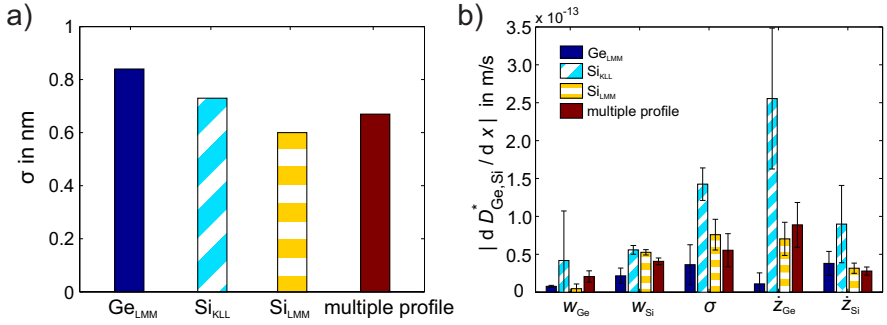 a)
σ in nm
1
0.8
0.6
0.4
0.2
0
Ge_LMM
Si_KLL
Si_LMM
multiple profile
b)
x 10^-13
| d D*_Ge,Si / d x | in m/s
3.5
3.0
2.5
2.0
1.5
1.0
0.5
0
Ge_LMM
Si_KLL
Si_LMM
multiple profile
w_Ge
w_Si
σ
ż_Ge
ż_Si